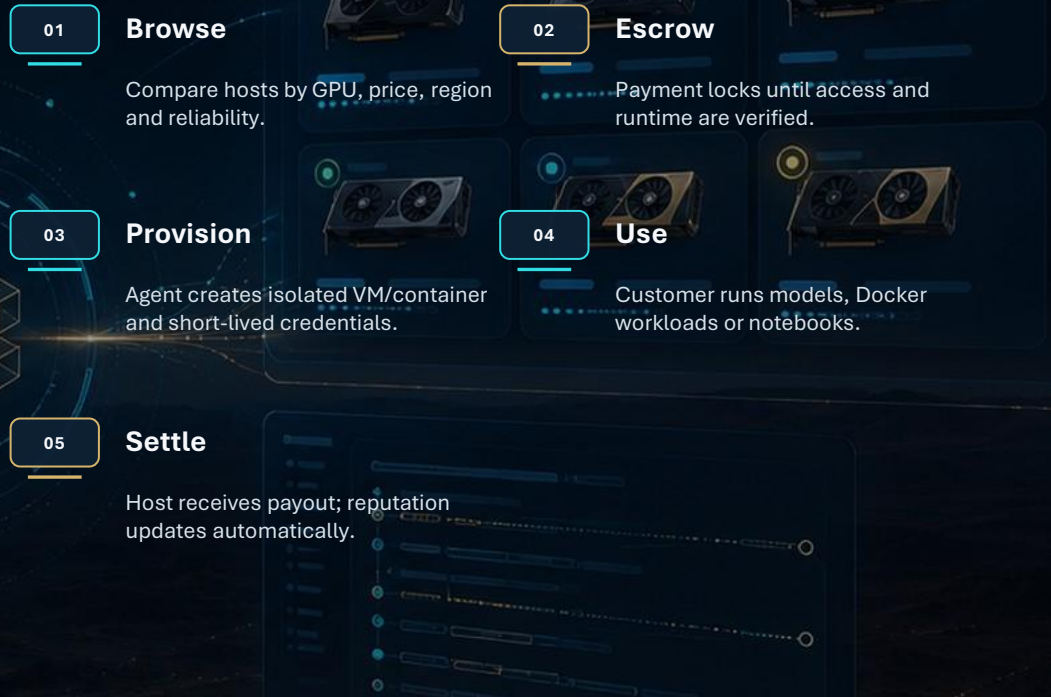 01
Browse
Compare hosts by GPU, price, region
and reliability.
02
Escrow
Payment locks until access and
runtime are verified.
03
Provision
Agent creates isolated VM/container
and short-lived credentials.
04
Use
Customer runs models, Docker
workloads or notebooks.
05
Settle
Host receives payout; reputation
updates automatically.